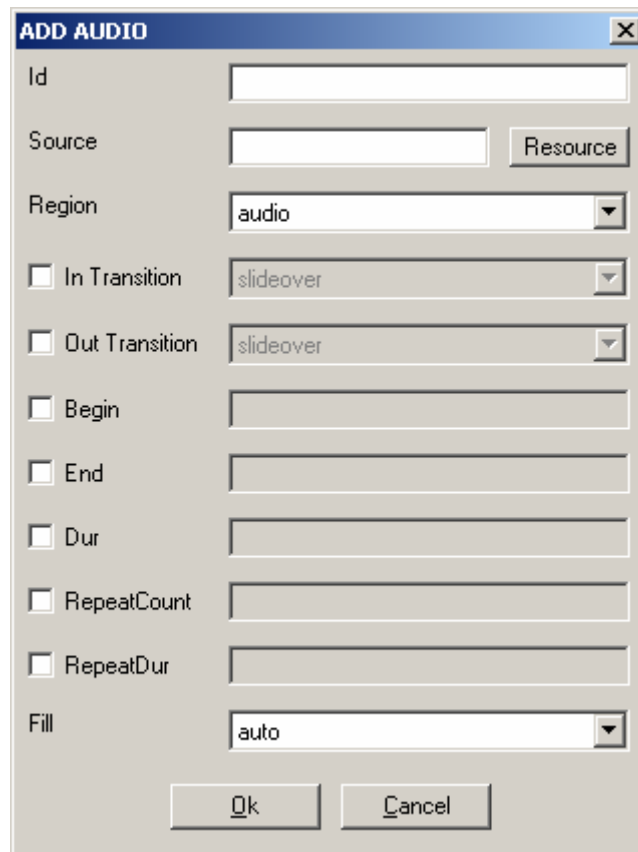 ADD AUDIO
Id
Source Resource
Region audio
In Transition slideover
Out Transition slideover
Begin
End
Dur
RepeatCount
RepeatDur
Fill auto
Ok Cancel